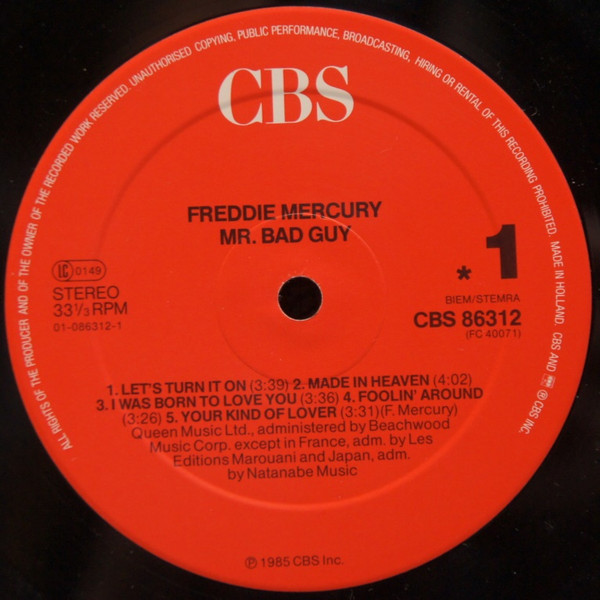 ALL RIGHTS OF THE PRODUCER AND OF THE OWNER OF THE RECORDED WORK RESERVED. UNAUTHORISED COPYING, PUBLIC PERFORMANCE, BROADCASTING, HIRING OR RENTAL OF THIS RECORDING PROHIBITED. MADE IN HOLLAND. CBS AND ARE ® CBS INC.
CBS
FREDDIE MERCURY
MR. BAD GUY
* 1
LC 0149
STEREO
33⅓ RPM
01-086312-1
BIEM/STEMRA
CBS 86312
(FC 40071)
1. LET'S TURN IT ON (3:39) 2. MADE IN HEAVEN (4:02)
3. I WAS BORN TO LOVE YOU (3:36) 4. FOOLIN' AROUND
(3:26) 5. YOUR KIND OF LOVER (3:31)(F. Mercury)
Queen Music Ltd., administered by Beachwood
Music Corp. except in France, adm. by Les
Editions Marouani and Japan, adm.
by Natanabe Music
℗ 1985 CBS Inc.